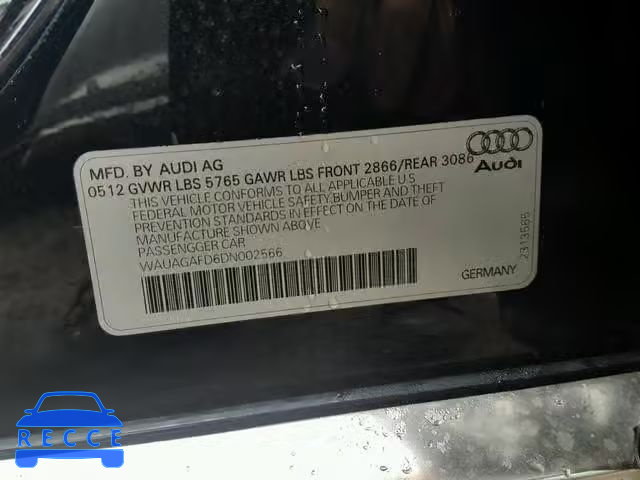 MFD. BY AUDI AG
0512 GVWR LBS 5765 GAWR LBS FRONT 2866/REAR 3086
THIS VEHICLE CONFORMS TO ALL APPLICABLE U.S
FEDERAL MOTOR VEHICLE SAFETY,BUMPER AND THEFT
PREVENTION STANDARDS IN EFFECT ON THE DATE OF
MANUFACTURE SHOWN ABOVE
PASSENGER CAR
WAUAGAFD6DN002566
Audi
2313565
GERMANY
RECCE